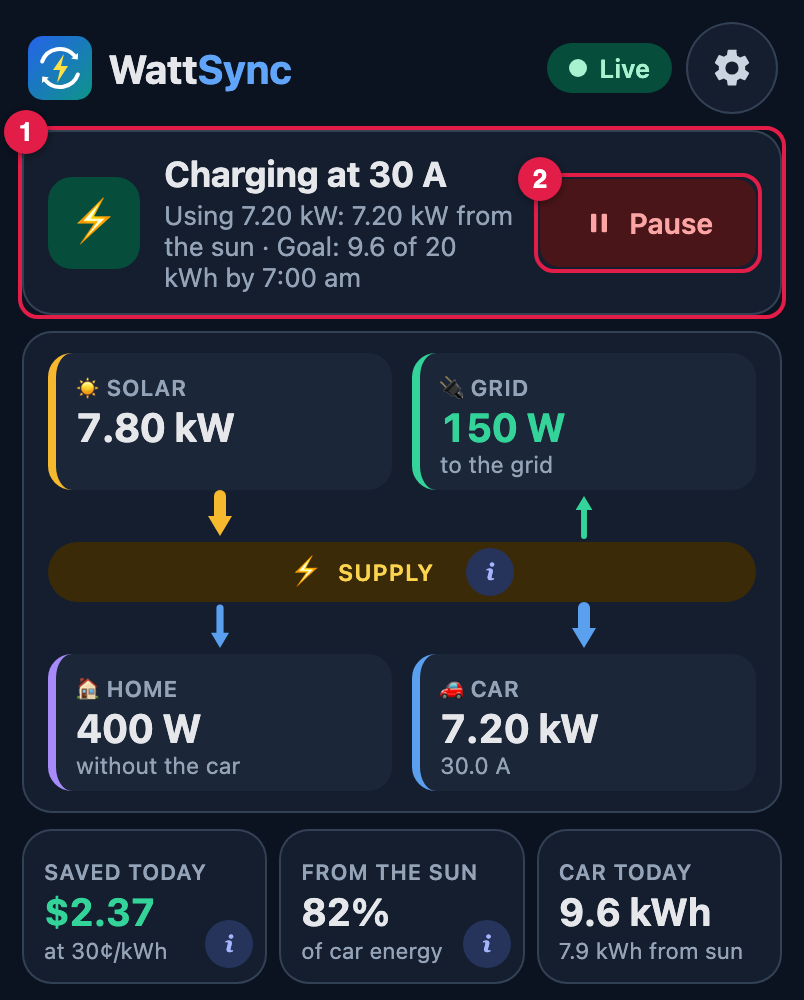 WattSync
Live
1
Charging at 30 A
Using 7.20 kW: 7.20 kW from
the sun · Goal: 9.6 of 20
kWh by 7:00 am
2
Pause
SOLAR
7.80 kW
GRID
150 W
to the grid
SUPPLY
i
HOME
400 W
without the car
CAR
7.20 kW
30.0 A
SAVED TODAY
$2.37
at 30¢/kWh
i
FROM THE SUN
82%
of car energy
i
CAR TODAY
9.6 kWh
7.9 kWh from sun